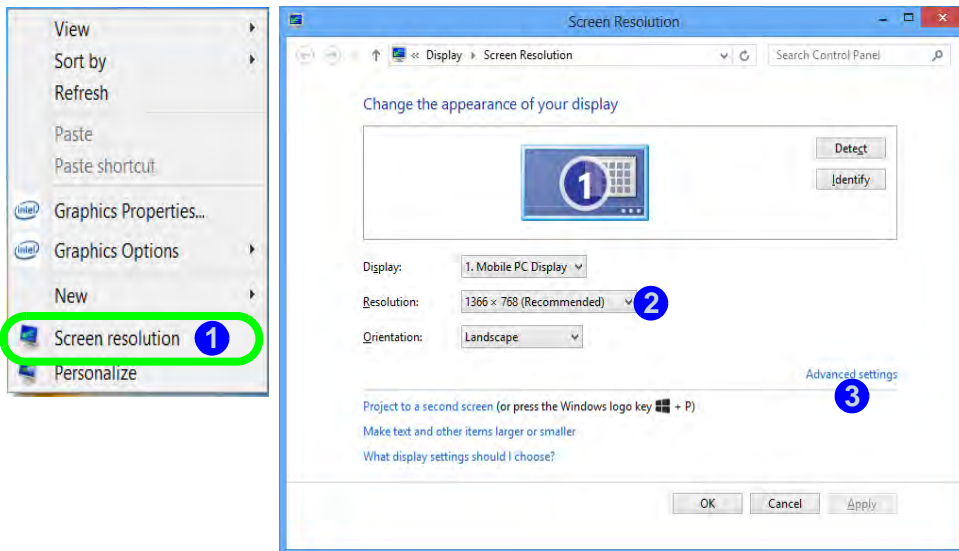 View
Sort by
Refresh
Paste
Paste shortcut
intel Graphics Properties...
intel Graphics Options
New
Screen resolution 1
Personalize
Screen Resolution
« Display Screen Resolution
Search Control Panel
Change the appearance of your display
1
Detect
Identify
Display: 1. Mobile PC Display
Resolution: 1366 × 768 (Recommended) 2
Orientation: Landscape
Advanced settings
3
Project to a second screen (or press the Windows logo key + P)
Make text and other items larger or smaller
What display settings should I choose?
OK Cancel Apply